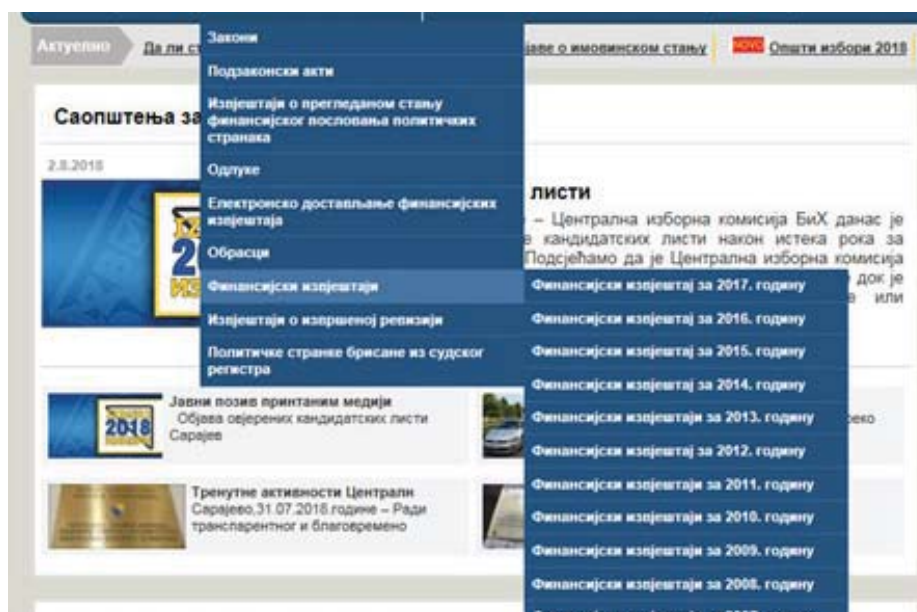 Актуелно
Да ли ст
јаве о имовинском стању
NOVO Општи избори 2018
Закони
Подзаконски акти
Извјештаји о прегледаном стању
финансијског пословања политичких
странака
Одлуке
Електронско достављање финансијских
извјештаја
Обрасци
Финансијски извјештаји
Извјештаји о извршеној ревизији
Политичке странке брисане из судског
регистра
Саопштења за
2.8.2018
листи
– Централна изборна комисија БиХ данас је
е кандидатских листи након истека рока за
Подсјећамо да је Централна изборна комисија
док је
е или
Финансијски извјештај за 2017. годину
Финансијски извјештај за 2016. годину
Финансијски извјештај за 2015. годину
Финансијски извјештај за 2014. годину
Финансијски извјештаји за 2013. годину
Финансијски извјештај за 2012. годину
Финансијски извјештаји за 2011. годину
Финансијски извјештај за 2010. годину
Финансијски извјештаји за 2009. годину
Финансијски извјештаји за 2008. годину
Јавни позив принтаним медији
Објава овјерених кандидатских листи
Сарајев
2018
реко
Тренутне активности Централн
Сарајево,31.07.2018.године – Ради
транспарентног и благовремено